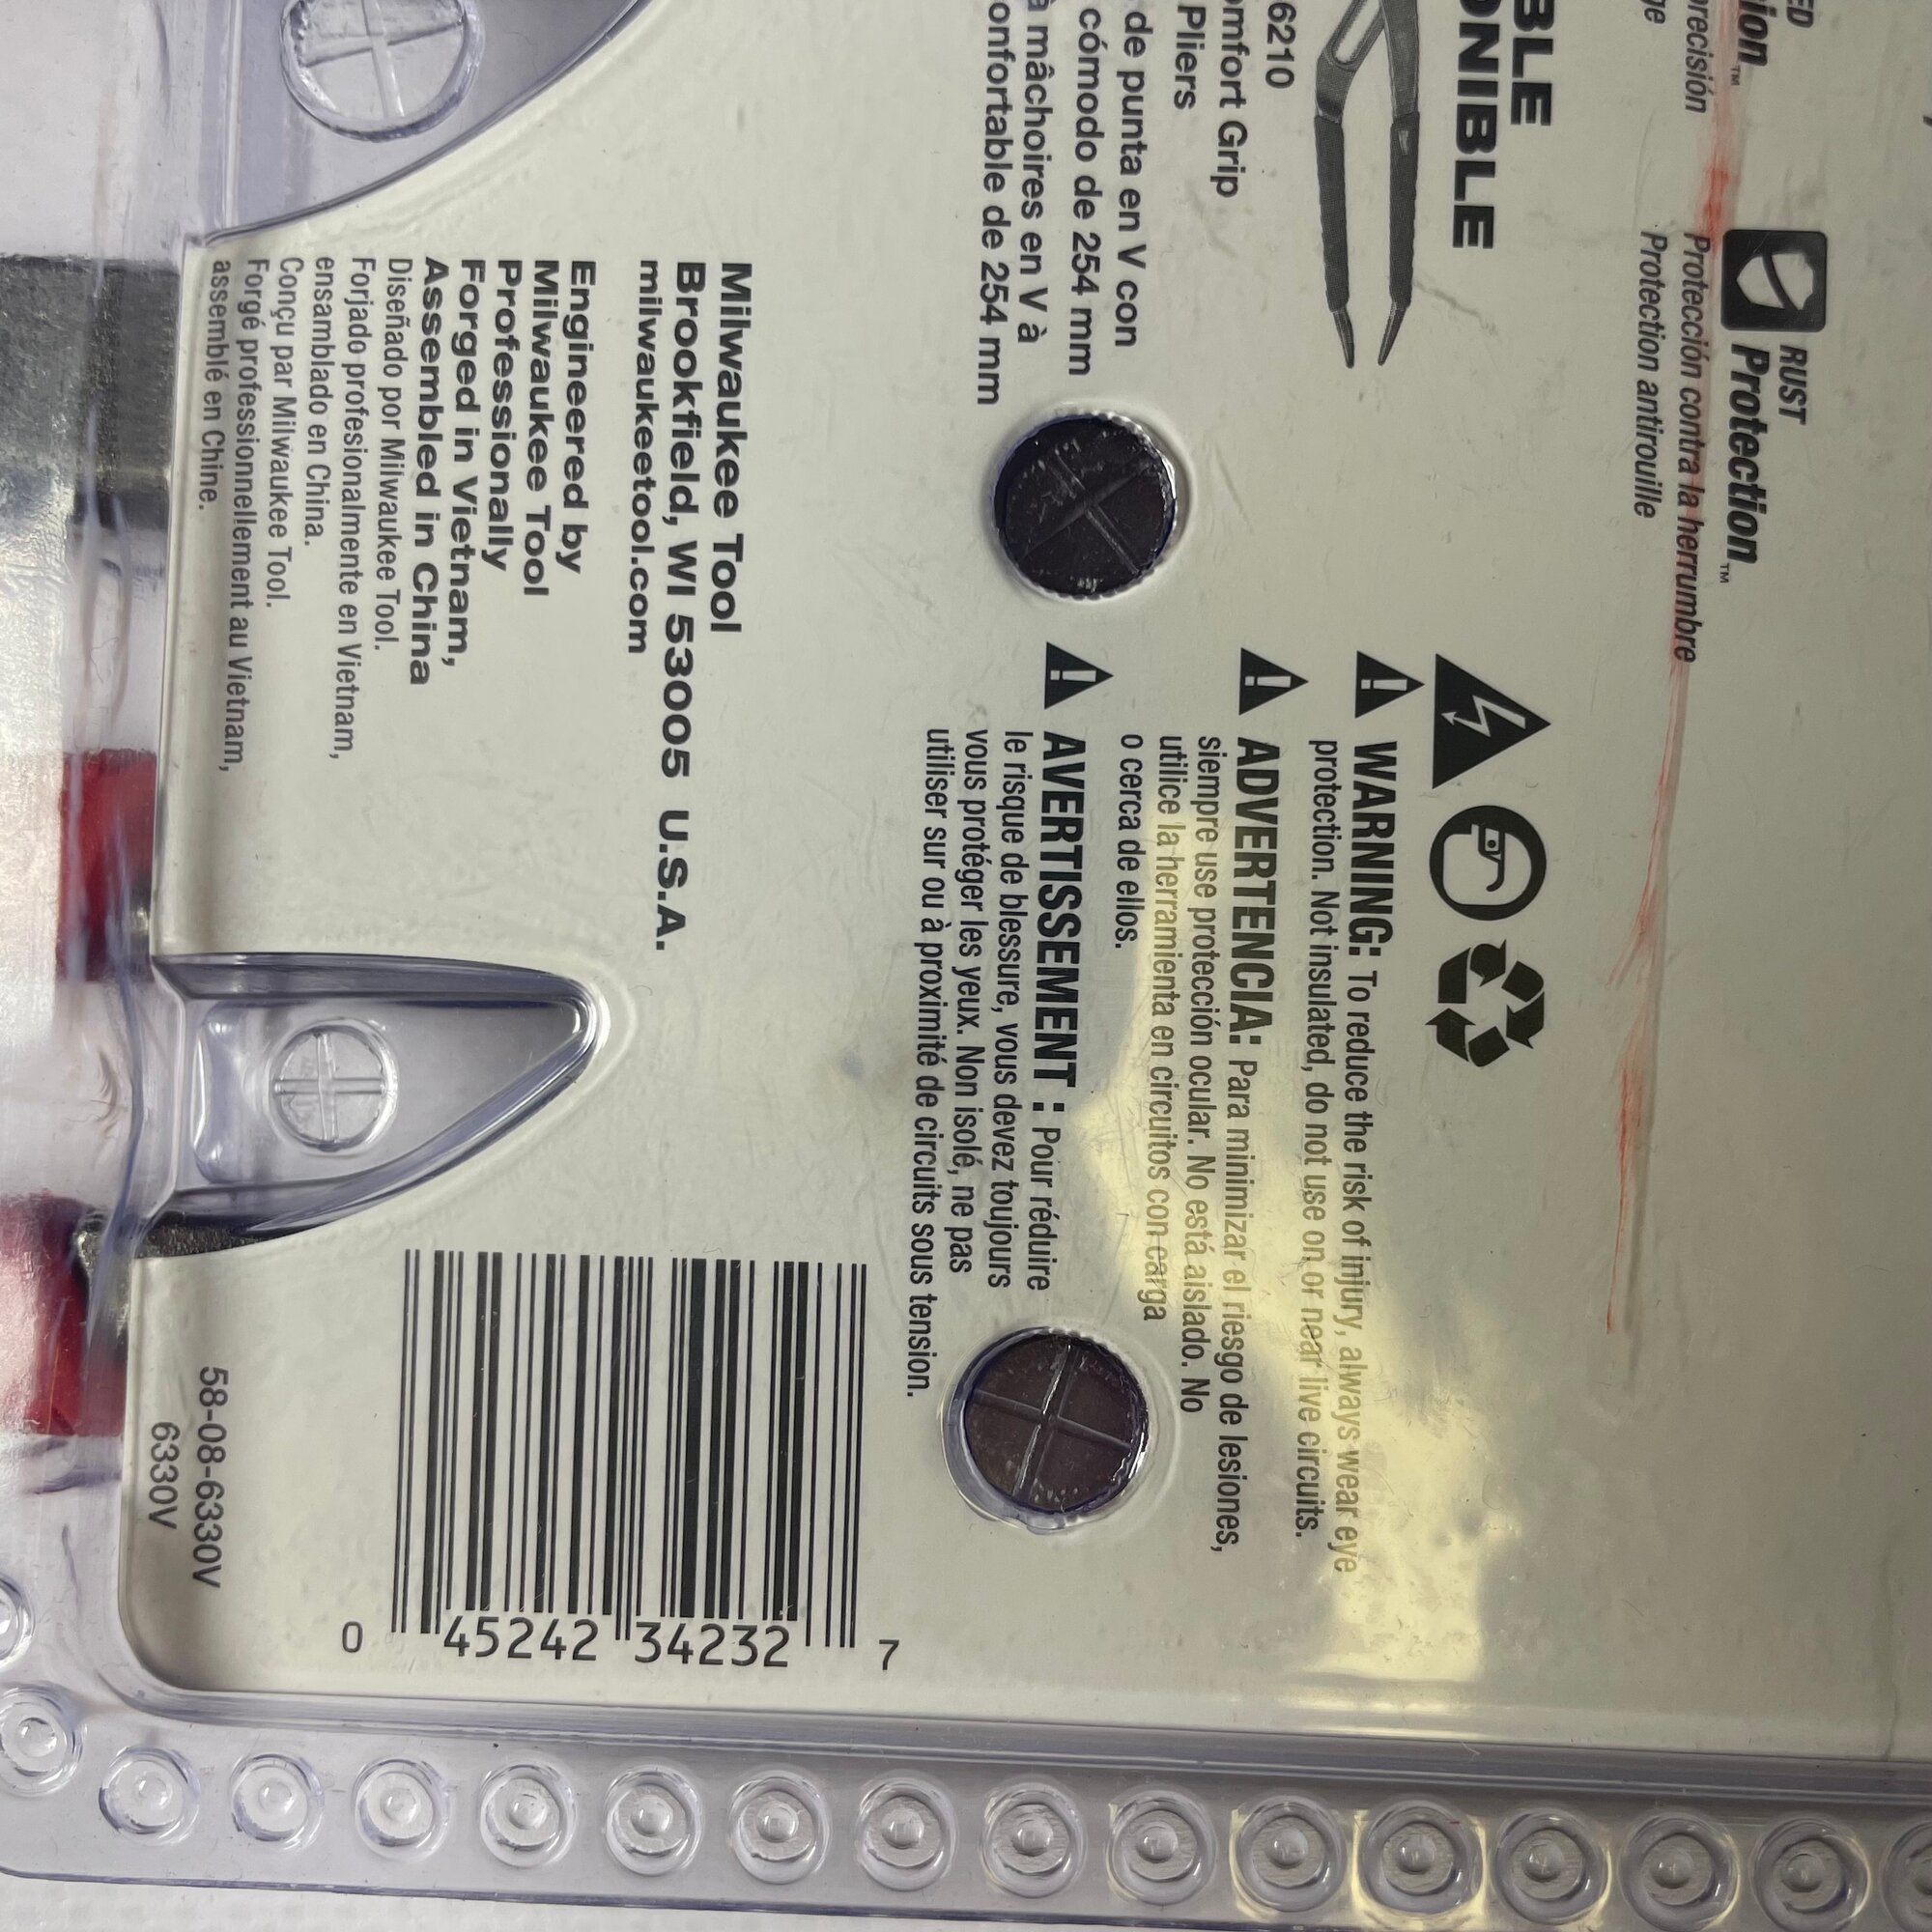 ED
ion™
precisión
ge
RUST
Protection™
Protección contra la herrumbre
Protection antirouille
BLE
ONIBLE
6210
omfort Grip
Pliers
de punta en V con
cómodo de 254 mm
à mâchoires en V à
onfortable de 254 mm
WARNING: To reduce the risk of injury, always wear eye
protection. Not insulated, do not use on or near live circuits.
ADVERTENCIA: Para minimizar el riesgo de lesiones,
siempre use protección ocular. No está aislado. No
utilice la herramienta en circuitos con carga
o cerca de ellos.
AVERTISSEMENT : Pour réduire
le risque de blessure, vous devez toujours
vous protéger les yeux. Non isolé, ne pas
utiliser sur ou à proximité de circuits sous tension.
Milwaukee Tool
Brookfield, WI 53005 U.S.A.
milwaukeetool.com
Engineered by
Milwaukee Tool
Professionally
Forged in Vietnam,
Assembled in China
Diseñado por Milwaukee Tool.
Forjado profesionalmente en Vietnam,
ensamblado en China.
Conçu par Milwaukee Tool.
Forgé professionnellement au Vietnam,
assemblé en Chine.
0 45242 34232 7
58-08-6330V
6330V